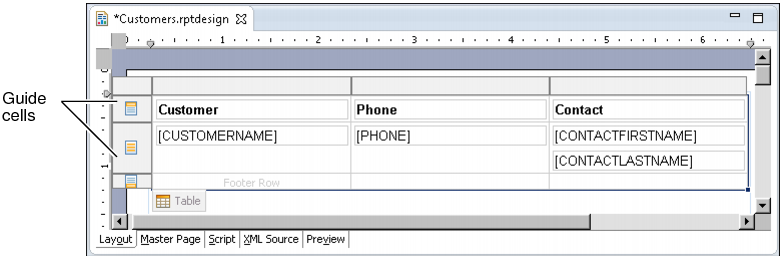 *Customers.rptdesign
1 2 3 4 5 6
Guide
cells
Customer Phone Contact
[CUSTOMERNAME] [PHONE] [CONTACTFIRSTNAME]
[CONTACTLASTNAME]
1
Footer Row
Table
Layout Master Page Script XML Source Preview